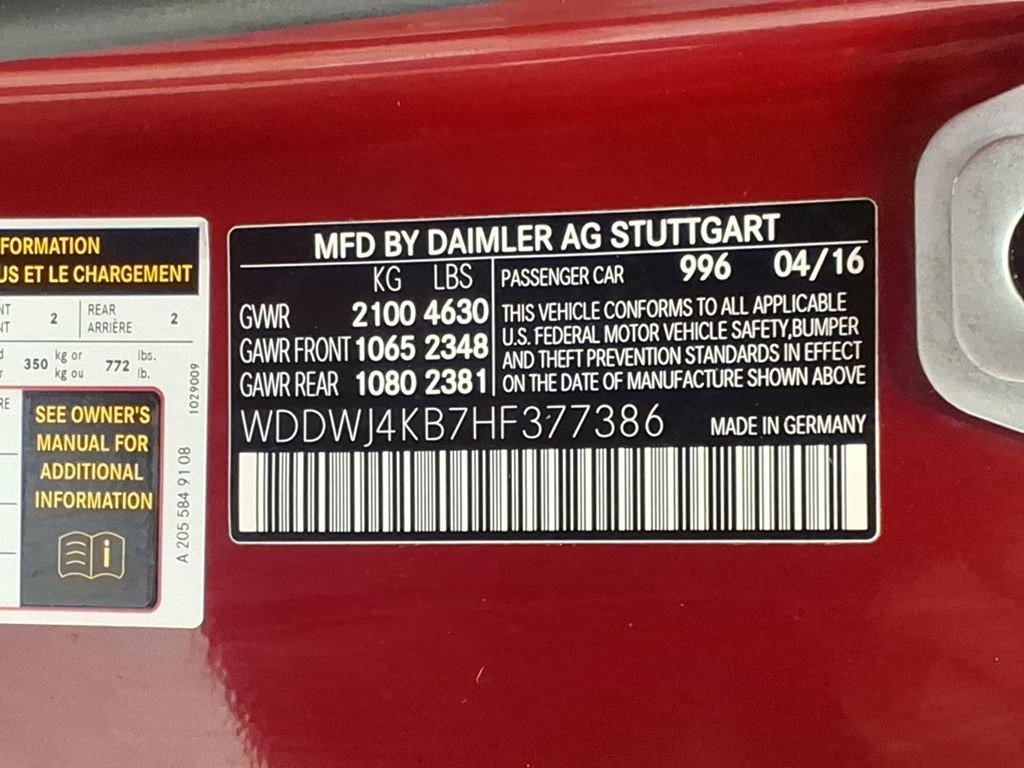 FORMATION
US ET LE CHARGEMENT
NT 2 REAR 2
NT ARRIÈRE
350 kg or 772 lbs.
kg ou lb.
RE
SEE OWNER'S
MANUAL FOR
ADDITIONAL
INFORMATION
i
1029009
A 205 584 91 08
MFD BY DAIMLER AG STUTTGART
KG LBS
GVWR 2100 4630
GAWR FRONT 1065 2348
GAWR REAR 1080 2381
PASSENGER CAR 996 04/16
THIS VEHICLE CONFORMS TO ALL APPLICABLE
U.S. FEDERAL MOTOR VEHICLE SAFETY,BUMPER
AND THEFT PREVENTION STANDARDS IN EFFECT
ON THE DATE OF MANUFACTURE SHOWN ABOVE
WDDWJ4KB7HF377386 MADE IN GERMANY